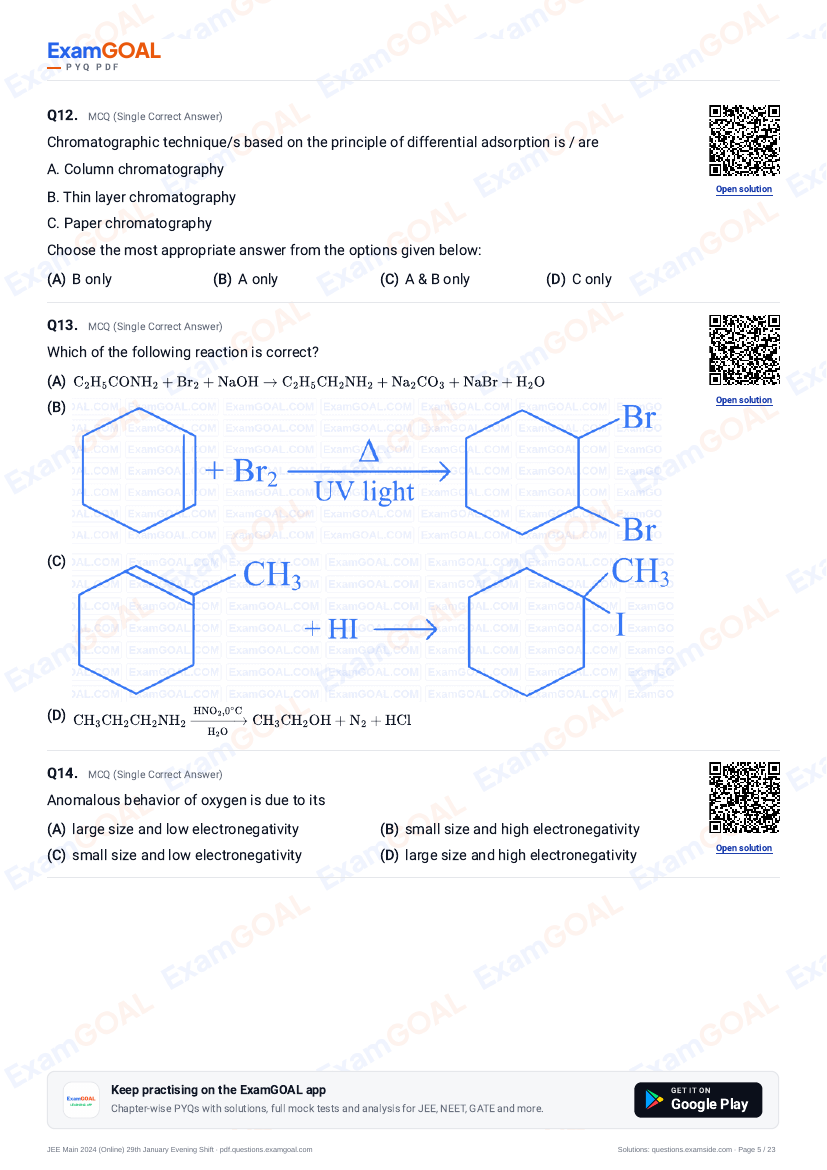 ExamGOAL
PYQ PDF
Q12. MCQ (Single Correct Answer)
Chromatographic technique/s based on the principle of differential adsorption is / are
A. Column chromatography
B. Thin layer chromatography
C. Paper chromatography
Choose the most appropriate answer from the options given below:
(A) B only (B) A only (C) A & B only (D) C only
Open solution
Q13. MCQ (Single Correct Answer)
Which of the following reaction is correct?
(A) C₂H₅CONH₂ + Br₂ + NaOH → C₂H₅CH₂NH₂ + Na₂CO₃ + NaBr + H₂O
Open solution
(B) + Br₂ Δ UV light Br Br
(C) CH₃ + HI → CH₃ I
(D) CH₃CH₂CH₂NH₂ HNO₂,0°C H₂O → CH₃CH₂OH + N₂ + HCl
Q14. MCQ (Single Correct Answer)
Anomalous behavior of oxygen is due to its
(A) large size and low electronegativity (B) small size and high electronegativity
(C) small size and low electronegativity (D) large size and high electronegativity
Open solution
Keep practising on the ExamGOAL app
Chapter-wise PYQs with solutions, full mock tests and analysis for JEE, NEET, GATE and more.
GET IT ON
Google Play
JEE Main 2024 (Online) 29th January Evening Shift · pdf.questions.examgoal.com
Solutions: questions.examside.com · Page 5 / 23